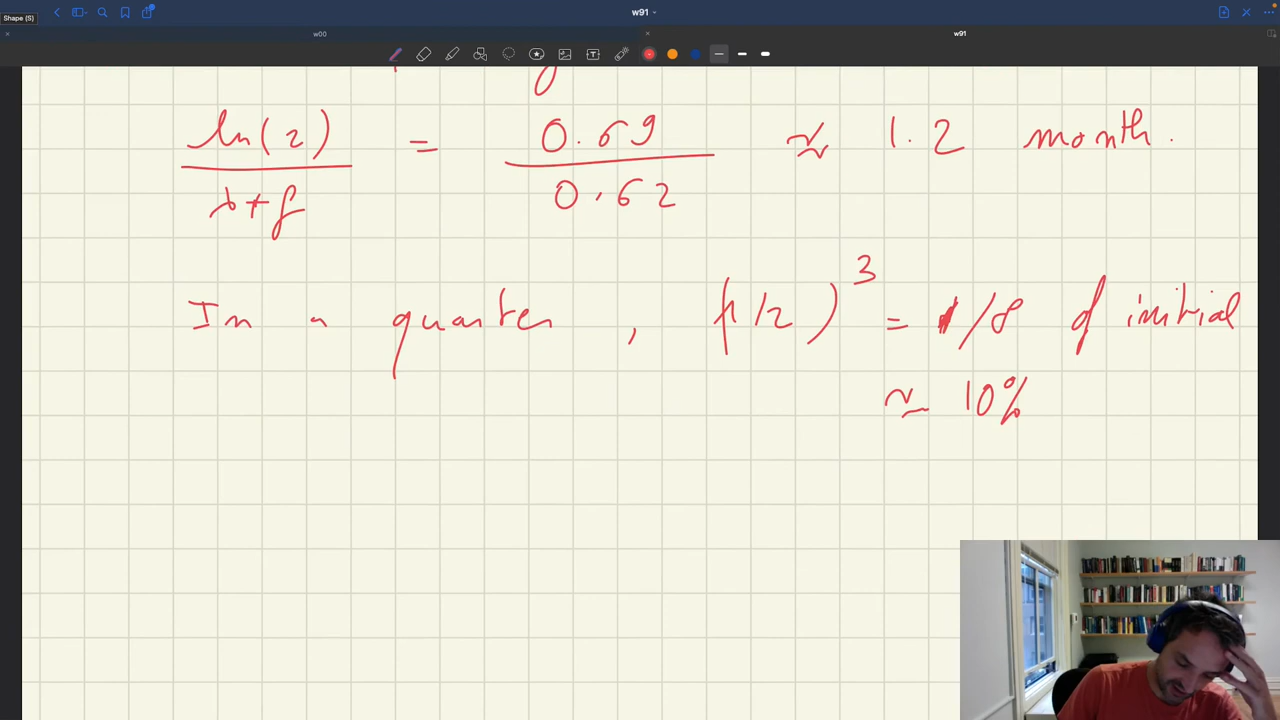 w91
Shape (S)
w00
w91
ln(2) / λ+f = 0.69 / 0.62 ≈ 1.2 month.
In a quarter, (1/2)^3 = 1/8 of initial
≈ 10%